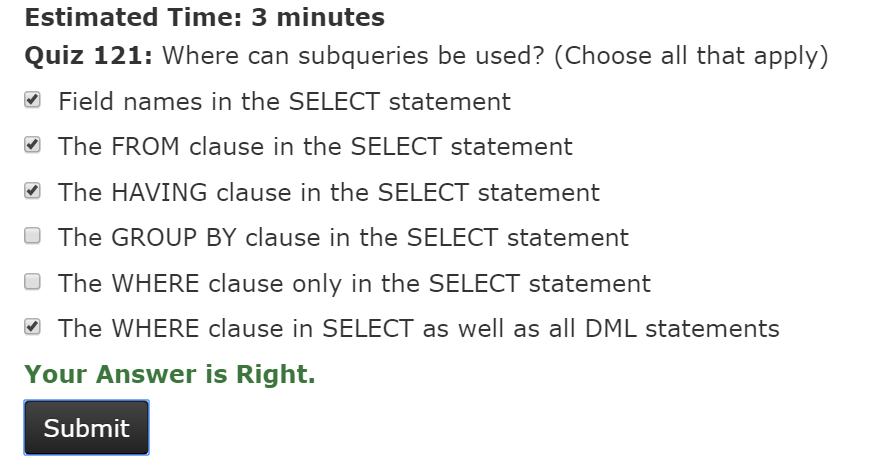 Estimated Time: 3 minutes
Quiz 121: Where can subqueries be used? (Choose all that apply)
Field names in the SELECT statement
The FROM clause in the SELECT statement
The HAVING clause in the SELECT statement
The GROUP BY clause in the SELECT statement
The WHERE clause only in the SELECT statement
The WHERE clause in SELECT as well as all DML statements
Your Answer is Right.
Submit